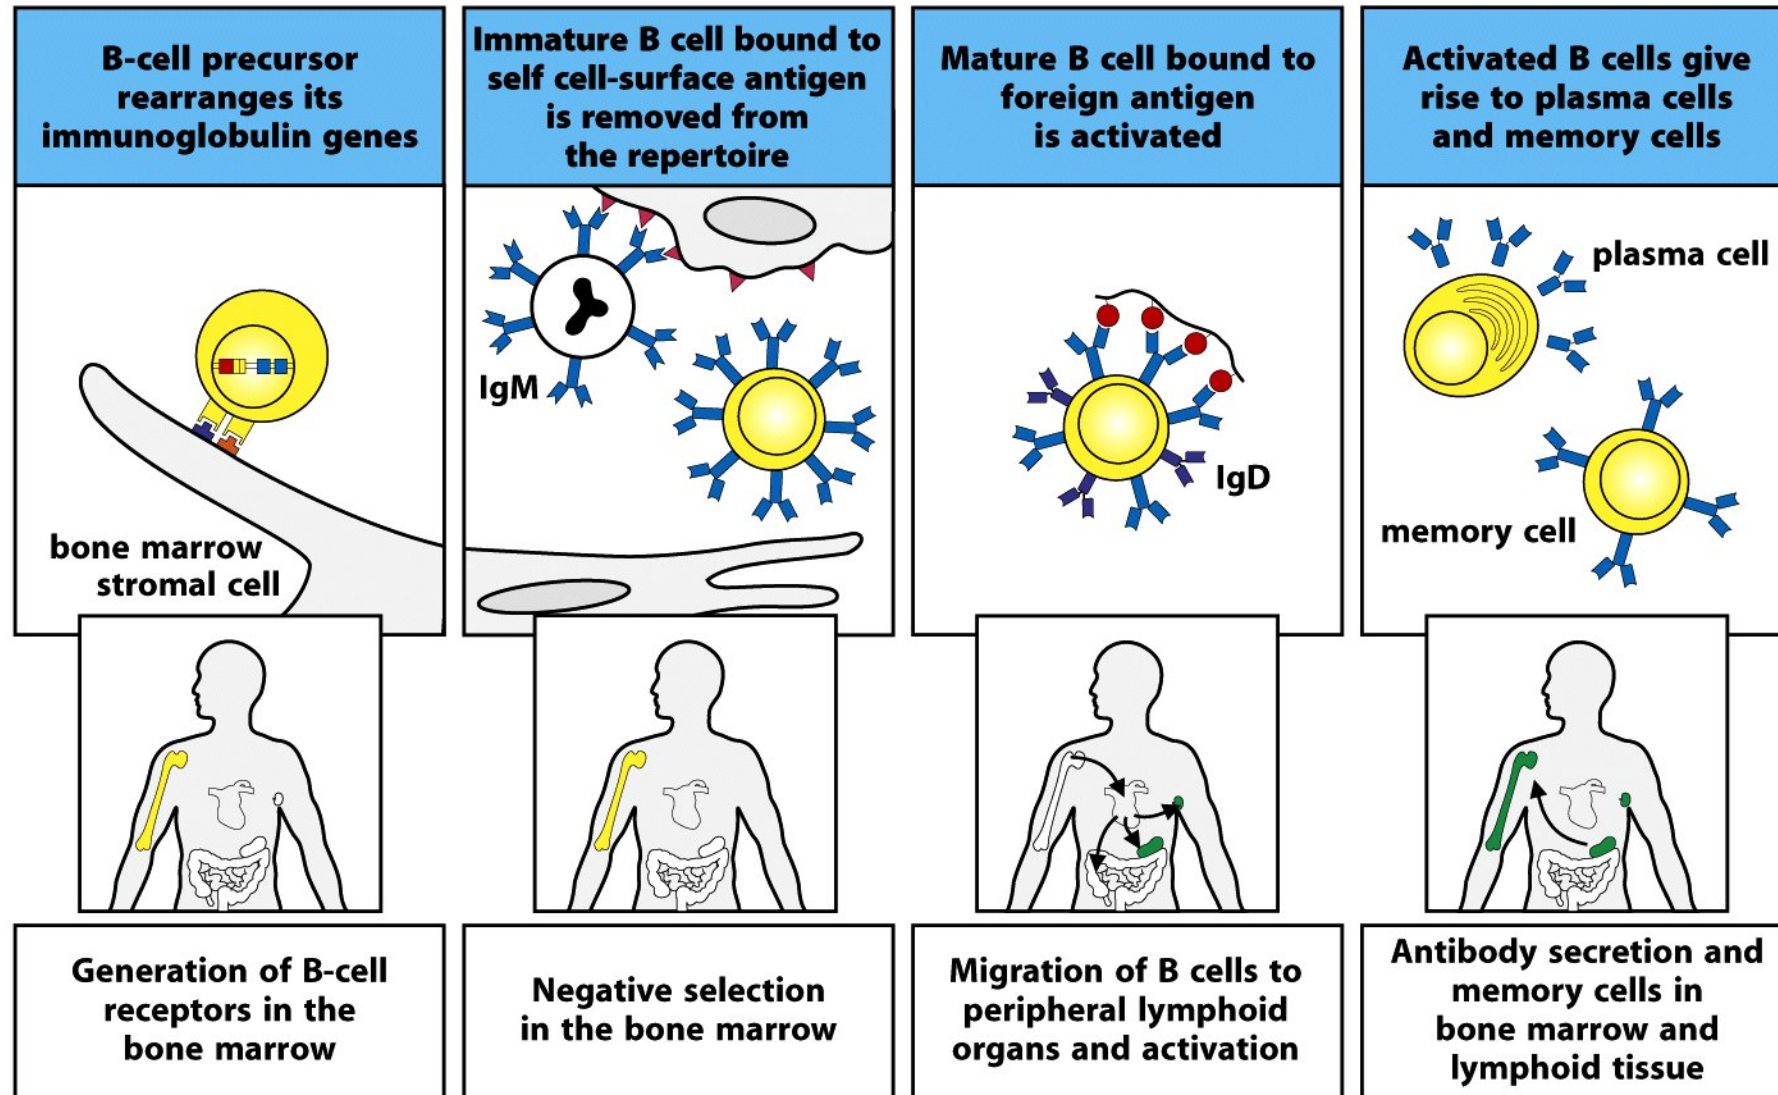 B-cell precursor
rearranges its
immunoglobulin genes
Immature B cell bound to
self cell-surface antigen
is removed from
the repertoire
Mature B cell bound to
foreign antigen
is activated
Activated B cells give
rise to plasma cells
and memory cells
bone marrow
stromal cell
IgM
IgD
plasma cell
memory cell
Generation of B-cell
receptors in the
bone marrow
Negative selection
in the bone marrow
Migration of B cells to
peripheral lymphoid
organs and activation
Antibody secretion and
memory cells in
bone marrow and
lymphoid tissue